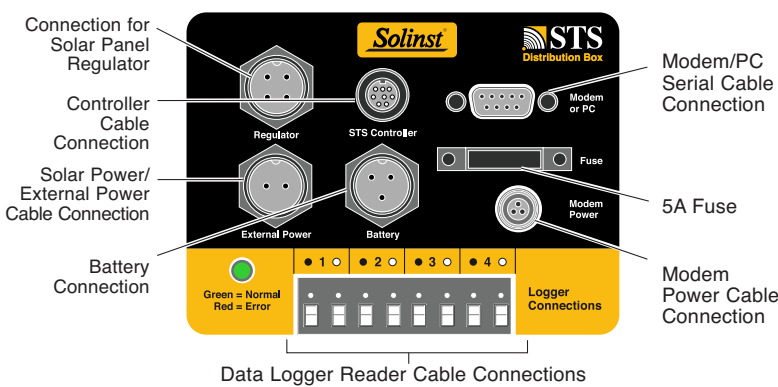 Connection for
Solar Panel
Regulator
Controller
Cable
Connection
Solar Power/
External Power
Cable Connection
Battery
Connection
Solinst
STS
Distribution Box
Regulator
STS Controller
Modem
or PC
Fuse
External Power
Battery
Modem
Power
Green = Normal
Red = Error
1
2
3
4
Logger
Connections
Modem/PC
Serial Cable
Connection
5A Fuse
Modem
Power Cable
Connection
Data Logger Reader Cable Connections